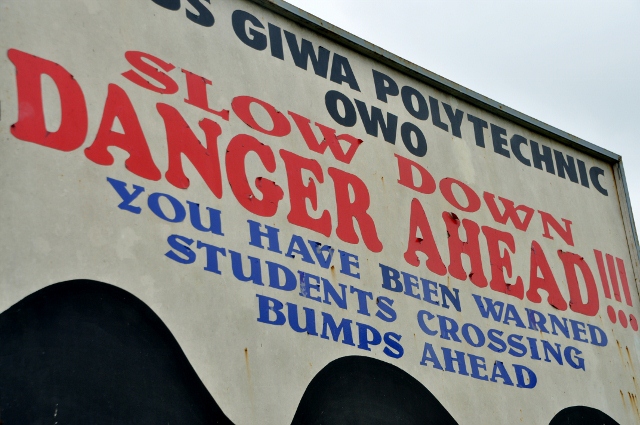 GIWA POLYTECHNIC
OWO
SLOW DOWN
DANGER AHEAD!!!
YOU HAVE BEEN WARNED
STUDENTS CROSSING
BUMPS AHEAD